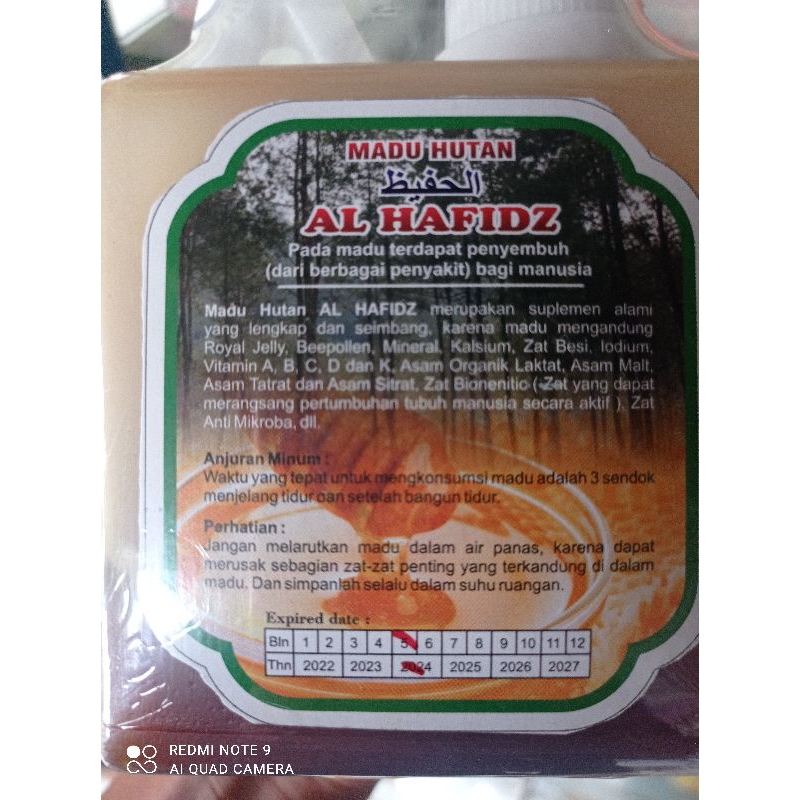 MADU HUTAN
الحفيظ
AL HAFIDZ
Pada madu terdapat penyembuh
(dari berbagai penyakit) bagi manusia
Madu Hutan AL HAFIDZ merupakan suplemen alami
yang lengkap dan seimbang, karena madu mengandung
Royal Jelly, Beepollen, Mineral, Kalsium, Zat Besi, Iodium,
Vitamin A, B, C, D dan K, Asam Organik Laktat, Asam Malt,
Asam Tatrat dan Asam Sitrat, Zat Bionenitio ( Zat yang dapat
merangsang pertumbuhan tubuh manusia secara aktif ), Zat
Anti Mikroba, dll.
Anjuran Minum :
Waktu yang tepat untuk mengkonsumsi madu adalah 3 sendok
menjelang tidur dan setelah bangun tidur.
Perhatian :
Jangan melarutkan madu dalam air panas, karena dapat
merusak sebagian zat-zat penting yang terkandung di dalam
madu. Dan simpanlah selalu dalam suhu ruangan.
Expired date :
Bln 1 2 3 4 5 6 7 8 9 10 11 12
Thn 2022 2023 2024 2025 2026 2027
REDMI NOTE 9
AI QUAD CAMERA